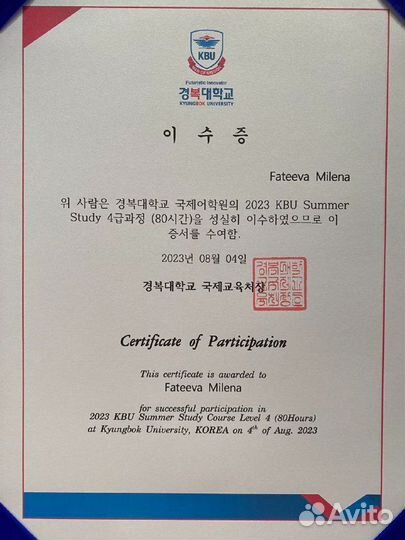 KBU
Futuristic Innovator
경복대학교
KYUNGBOK UNIVERSITY
이 수 증
Fateeva Milena
위 사람은 경복대학교 국제어학원의 2023 KBU Summer
Study 4급과정 (80시간)을 성실히 이수하였으므로 이
증서를 수여함.
2023년 08월 04일
경복대학교 국제교육처장
Certificate of Participation
This certificate is awarded to
Fateeva Milena
for successful participation in
2023 KBU Summer Study Course Level 4 (80Hours)
at Kyungbok University, KOREA on 4th of Aug. 2023
Avito